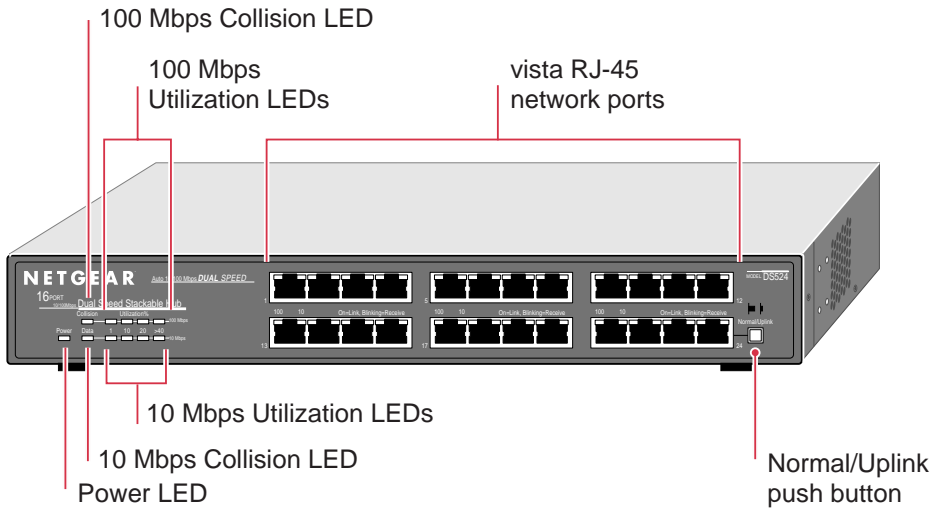 100 Mbps Collision LED
100 Mbps
Utilization LEDs
vista RJ-45
network ports
NETGEAR
Auto 10/100 Mbps DUAL SPEED
MODEL DS524
16 PORT
10/100Mbps Dual Speed Stackable Hub
1
5
12
Collision
Utilization%
100 Mbps
100 10 On=Link, Blinking=Receive
100 10 On=Link, Blinking=Receive
100 10 On=Link, Blinking=Receive
Normal/Uplink
Power
Data
1
10
20
>40
10 Mbps
13
17
24
10 Mbps Utilization LEDs
10 Mbps Collision LED
Power LED
Normal/Uplink
push button